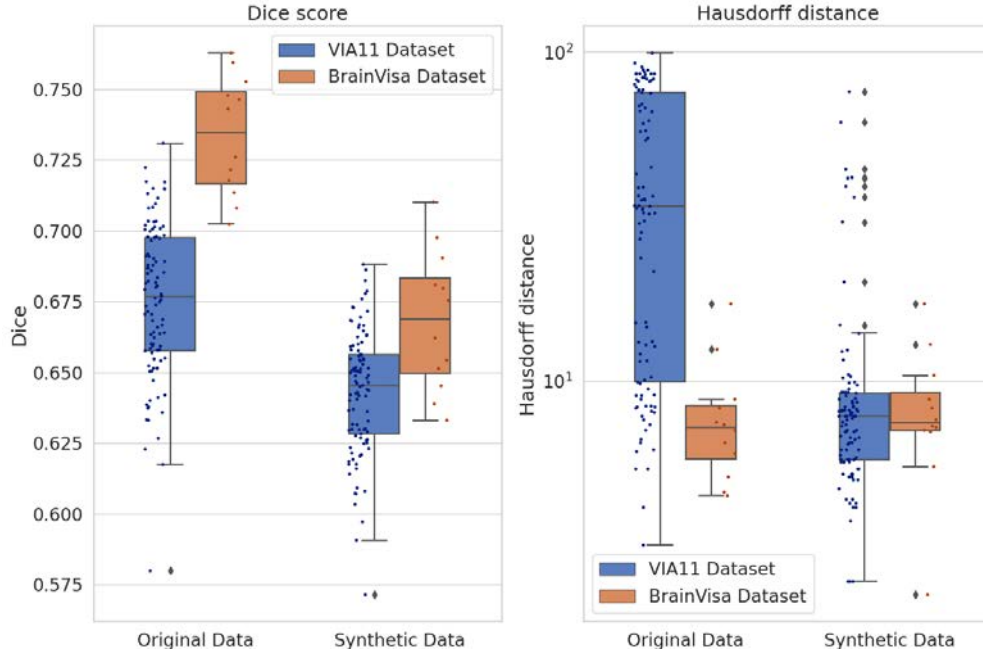 Dice score
VIA11 Dataset
BrainVisa Dataset
0.750
0.725
0.700
0.675
0.650
0.625
0.600
0.575
Dice
Original Data
Synthetic Data
Hausdorff distance
10²
10¹
Hausdorff distance
VIA11 Dataset
BrainVisa Dataset
Original Data
Synthetic Data